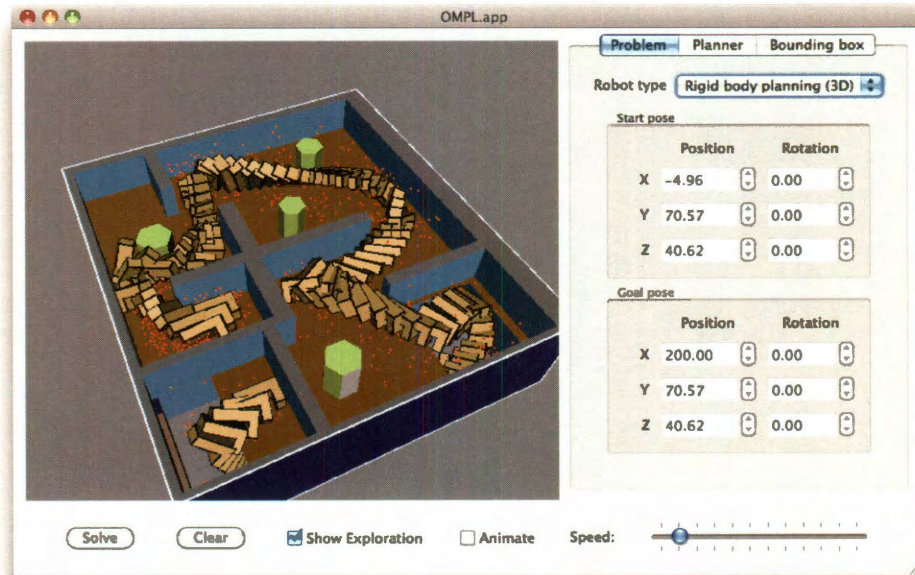 OMPL.app
Problem Planner Bounding box
Robot type Rigid body planning (3D)
Start pose
Position Rotation
X -4.96 0.00
Y 70.57 0.00
Z 40.62 0.00
Goal pose
Position Rotation
X 200.00 0.00
Y 70.57 0.00
Z 40.62 0.00
Solve Clear Show Exploration Animate Speed: